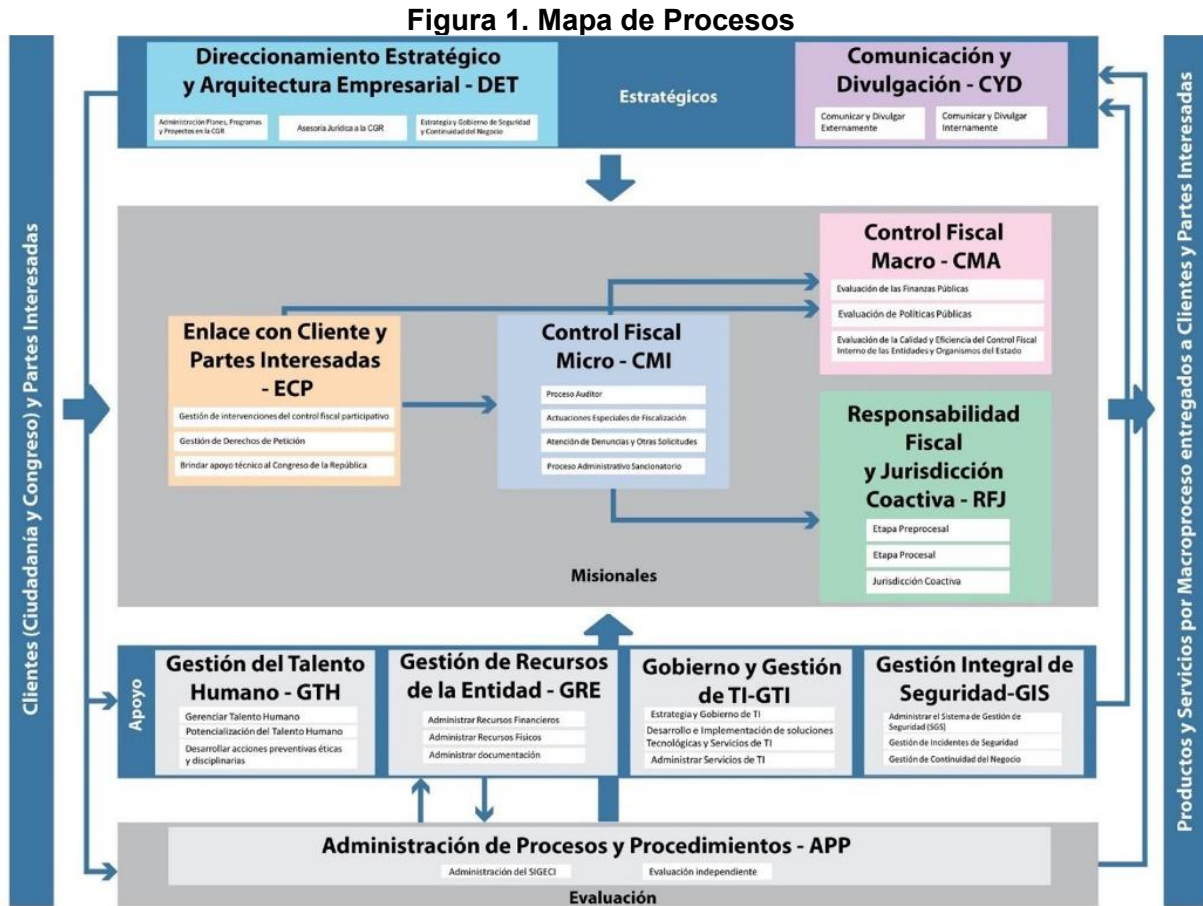 Figura 1. Mapa de Procesos
Clientes (Ciudadanía y Congreso) y Partes Interesadas
Direccionamiento Estratégico
y Arquitectura Empresarial - DET
Administración Planes, Programas
y Proyectos en la CGR
Asesoría Jurídica a la CGR
Estrategia y Gobierno de Seguridad
y Continuidad del Negocio
Estratégicos
Comunicación y
Divulgación - CYD
Comunicar y Divulgar
Externamente
Comunicar y Divulgar
Internamente
Enlace con Cliente y
Partes Interesadas
- ECP
Gestión de intervenciones del control fiscal participativo
Gestión de Derechos de Petición
Brindar apoyo técnico al Congreso de la República
Control Fiscal
Micro - CMI
Proceso Auditor
Actuaciones Especiales de Fiscalización
Atención de Denuncias y Otras Solicitudes
Proceso Administrativo Sancionatorio
Control Fiscal
Macro - CMA
Evaluación de las Finanzas Públicas
Evaluación de Políticas Públicas
Evaluación de la Calidad y Eficiencia del Control Fiscal
Interno de las Entidades y Organismos del Estado
Responsabilidad
Fiscal
y Jurisdicción
Coactiva - RFJ
Etapa Preprocesal
Etapa Procesal
Jurisdicción Coactiva
Misionales
Apoyo
Gestión del Talento
Humano - GTH
Gerenciar Talento Humano
Potencialización del Talento Humano
Desarrollar acciones preventivas éticas
y disciplinarias
Gestión de Recursos
de la Entidad - GRE
Administrar Recursos Financieros
Administrar Recursos Físicos
Administrar documentación
Gobierno y Gestión
de TI-GTI
Estrategia y Gobierno de TI
Desarrollo e Implementación de soluciones
Tecnológicas y Servicios de TI
Administrar Servicios de TI
Gestión Integral de
Seguridad-GIS
Administrar el Sistema de Gestión de
Seguridad (SGS)
Gestión de Incidentes de Seguridad
Gestión de Continuidad del Negocio
Administración de Procesos y Procedimientos - APP
Administración del SIGECI
Evaluación independiente
Evaluación
Productos y Servicios por Macroproceso entregados a Clientes y Partes Interesadas